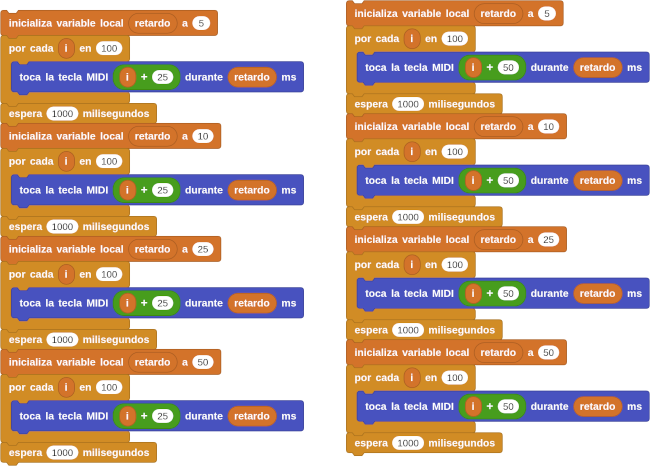 inicializa variable local retardo a 5
por cada i en 100
toca la tecla MIDI i + 25 durante retardo ms
espera 1000 milisegundos
inicializa variable local retardo a 10
por cada i en 100
toca la tecla MIDI i + 25 durante retardo ms
espera 1000 milisegundos
inicializa variable local retardo a 25
por cada i en 100
toca la tecla MIDI i + 25 durante retardo ms
espera 1000 milisegundos
inicializa variable local retardo a 50
por cada i en 100
toca la tecla MIDI i + 25 durante retardo ms
espera 1000 milisegundos
inicializa variable local retardo a 5
por cada i en 100
toca la tecla MIDI i + 50 durante retardo ms
espera 1000 milisegundos
inicializa variable local retardo a 10
por cada i en 100
toca la tecla MIDI i + 50 durante retardo ms
espera 1000 milisegundos
inicializa variable local retardo a 25
por cada i en 100
toca la tecla MIDI i + 50 durante retardo ms
espera 1000 milisegundos
inicializa variable local retardo a 50
por cada i en 100
toca la tecla MIDI i + 50 durante retardo ms
espera 1000 milisegundos